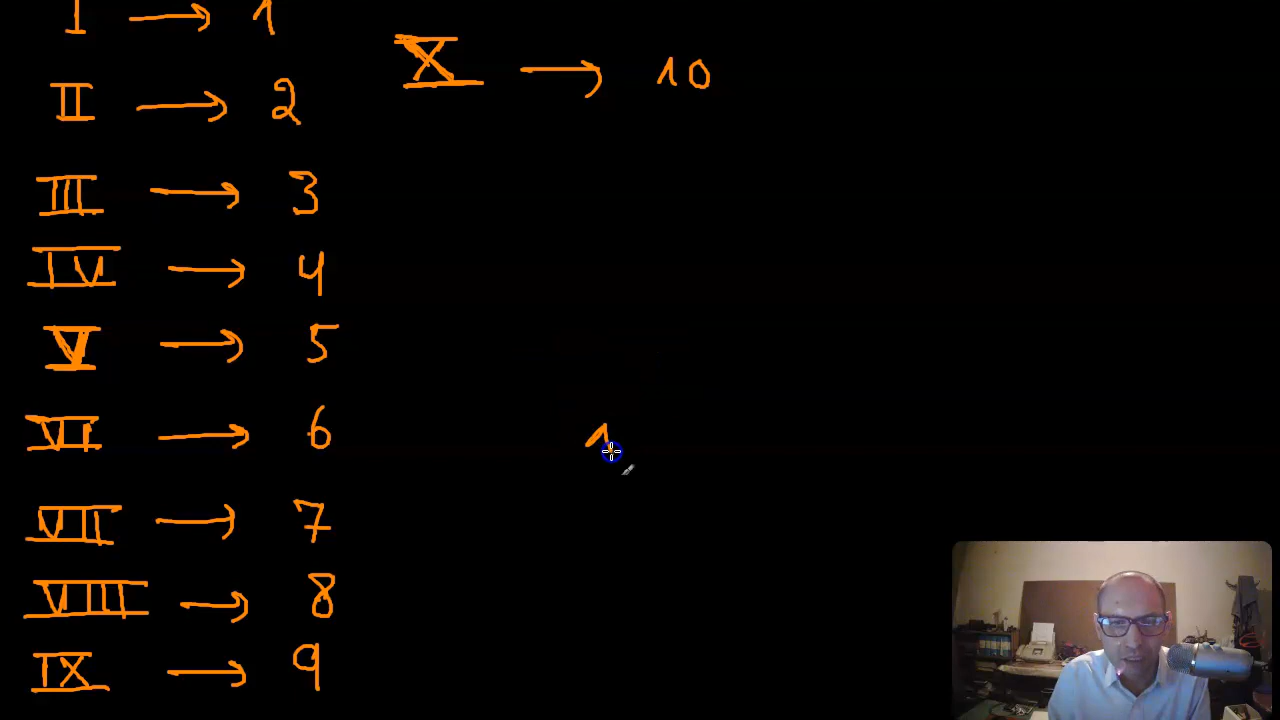 I → 1
II → 2
III → 3
IV → 4
V → 5
VI → 6
VII → 7
VIII → 8
IX → 9
X → 10
1